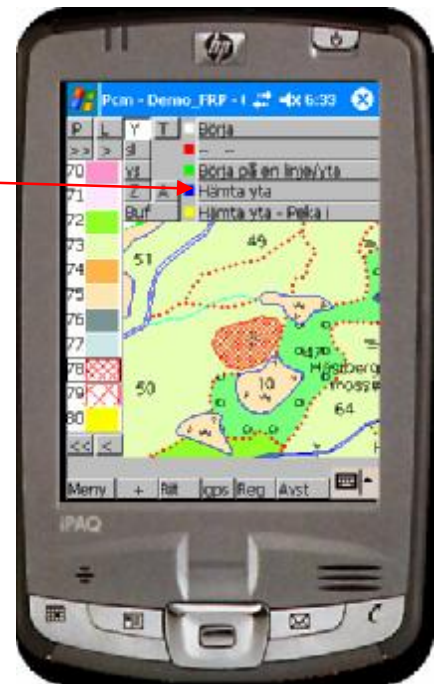 hp
Pcm - Demo_FRP - ( 6:33
P L Y T Börja
>> > sl -- --
70 ys Börja på en linje/yta
71 Z A Hämta yta
72 Buf Hämta yta - Peka i
73 49
51
74
75
76
77
78
79 50 10 64
80
<< <
Meny + Rit gps Reg Avst
iPAQ